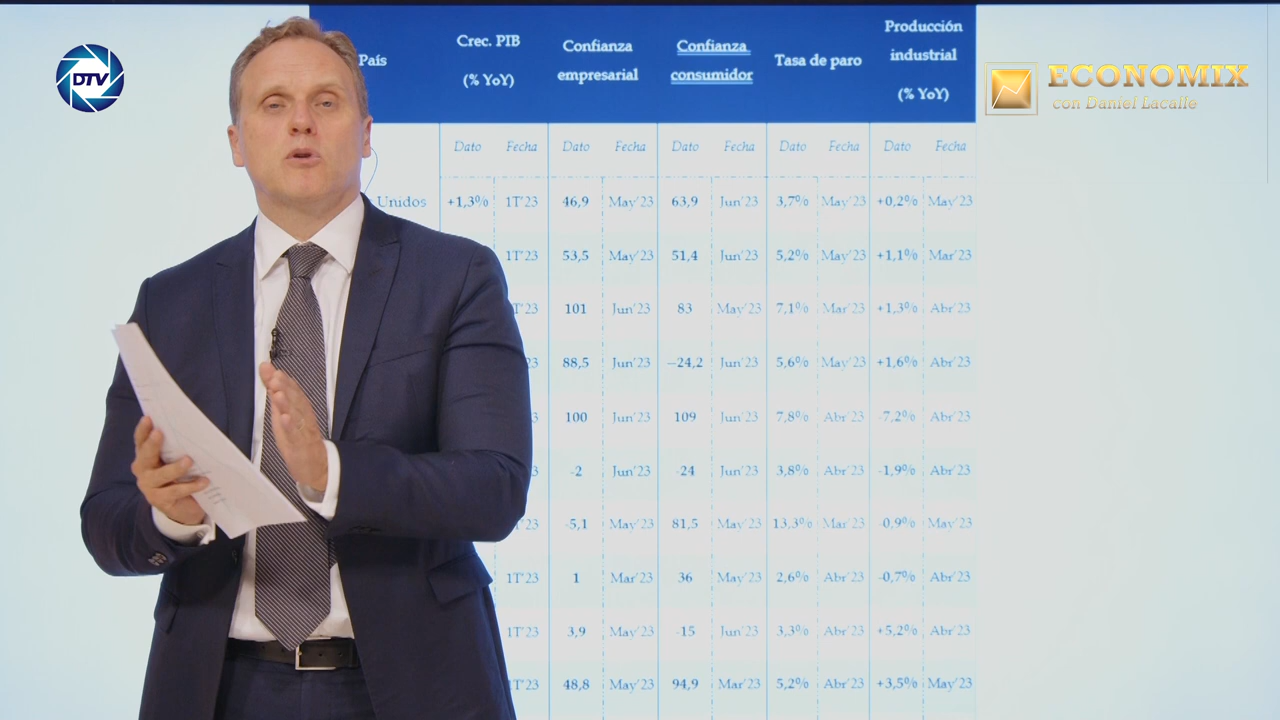 DTV
ECONOMIX
con Daniel Lacalle
País Crec. PIB (% YoY) Confianza empresarial Confianza consumidor Tasa de paro Producción industrial (% YoY)
Dato Fecha Dato Fecha Dato Fecha Dato Fecha Dato Fecha
Unidos +1,3% 1T'23 46,9 May'23 63,9 Jun'23 3,7% May'23 +0,2% May'23
1T'23 53,5 May'23 51,4 Jun'23 5,2% May'23 +1,1% Mar'23
1T'23 101 Jun'23 83 May'23 7,1% Mar'23 +1,3% Abr'23
23 88,5 Jun'23 —24,2 Jun'23 5,6% May'23 +1,6% Abr'23
3 100 Jun'23 109 Jun'23 7,8% Abr'23 -7,2% Abr'23
3 -2 Jun'23 -24 Jun'23 3,8% Abr'23 -1,9% Abr'23
T'23 -5,1 May'23 81,5 May'23 13,3% Mar'23 -0,9% May'23
1T'23 1 Mar'23 36 May'23 2,6% Abr'23 -0,7% Abr'23
1T'23 3,9 May'23 -15 Jun'23 3,3% Abr'23 +5,2% Abr'23
1T'23 48,8 May'23 94,9 Mar'23 5,2% Abr'23 +3,5% May'23